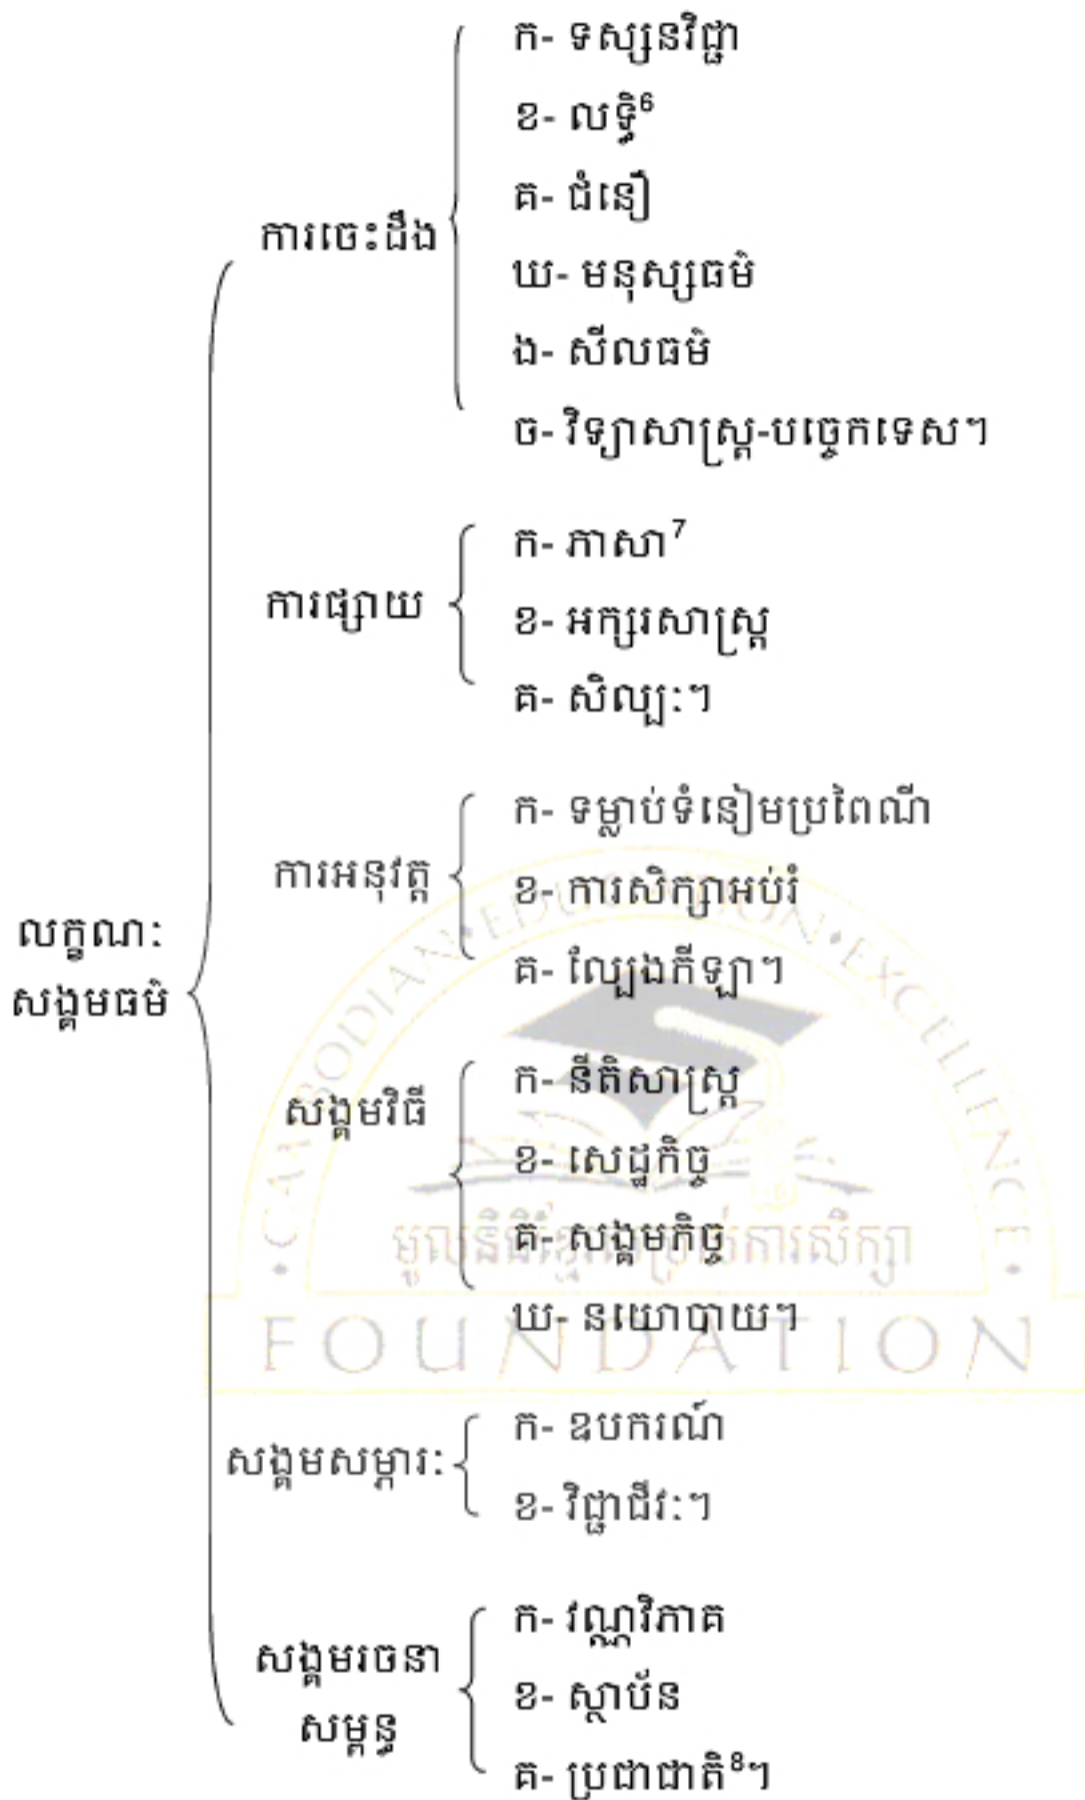 ក- ទស្សនវិជ្ជា
ខ- លទ្ធិ6
គ- ជំនឿ
ការចេះដឹង
ឃ- មនុស្សធម៌
ង- សីលធម៌
ច- វិទ្យាសាស្ត្រ-បច្ចេកទេស។
ក- ភាសា7
ការផ្សាយ
ខ- អក្សរសាស្ត្រ
គ- សិល្បៈ។
ក- ទម្លាប់ទំនៀមប្រពៃណី
ការអនុវត្ត
ខ- ការសិក្សាអប់រំ
គ- ល្បែងកីឡា។
លក្ខណៈ
សង្គមធម៌
ក- នីតិសាស្ត្រ
សង្គមវិធី
ខ- សេដ្ឋកិច្ច
គ- សង្គមកិច្ច
ឃ- នយោបាយ។
ក- ឧបករណ៍
សង្គមសម្ភារៈ
ខ- វិជ្ជាជីវៈ។
ក- វណ្ណវិភាគ
សង្គមរចនា
សម្ពន្ធ
ខ- ស្ថាប័ន
គ- ប្រជាជាតិ8។
CAMBODIAN EDUCATION EXCELLENCE
FOUNDATION